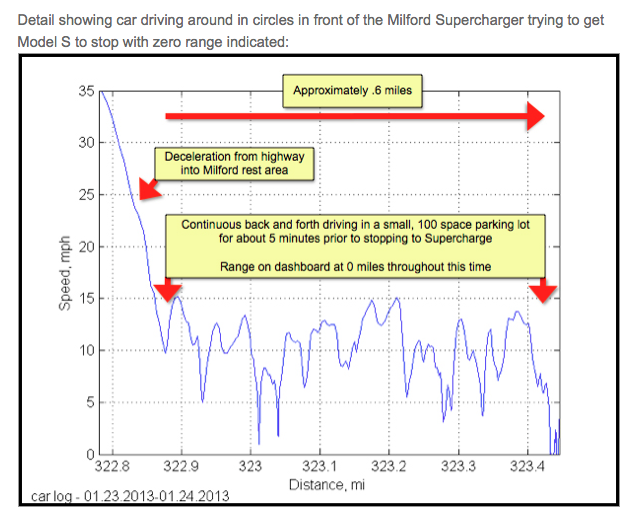 Detail showing car driving around in circles in front of the Milford Supercharger trying to get
Model S to stop with zero range indicated:
Approximately .6 miles
Deceleration from highway
into Milford rest area
Continuous back and forth driving in a small, 100 space parking lot
for about 5 minutes prior to stopping to Supercharge
Range on dashboard at 0 miles throughout this time
Speed, mph
35
30
25
20
15
10
5
0
322.8 322.9 323 323.1 323.2 323.3 323.4
Distance, mi
car log - 01.23.2013-01.24.2013